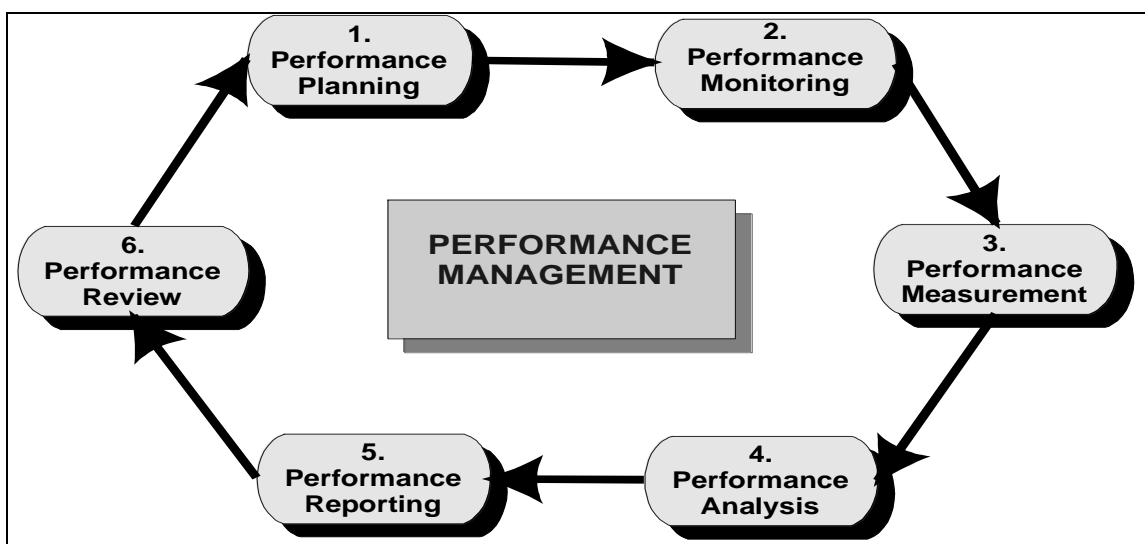 1.
Performance
Planning
2.
Performance
Monitoring
3.
Performance
Measurement
4.
Performance
Analysis
5.
Performance
Reporting
6.
Performance
Review
PERFORMANCE
MANAGEMENT